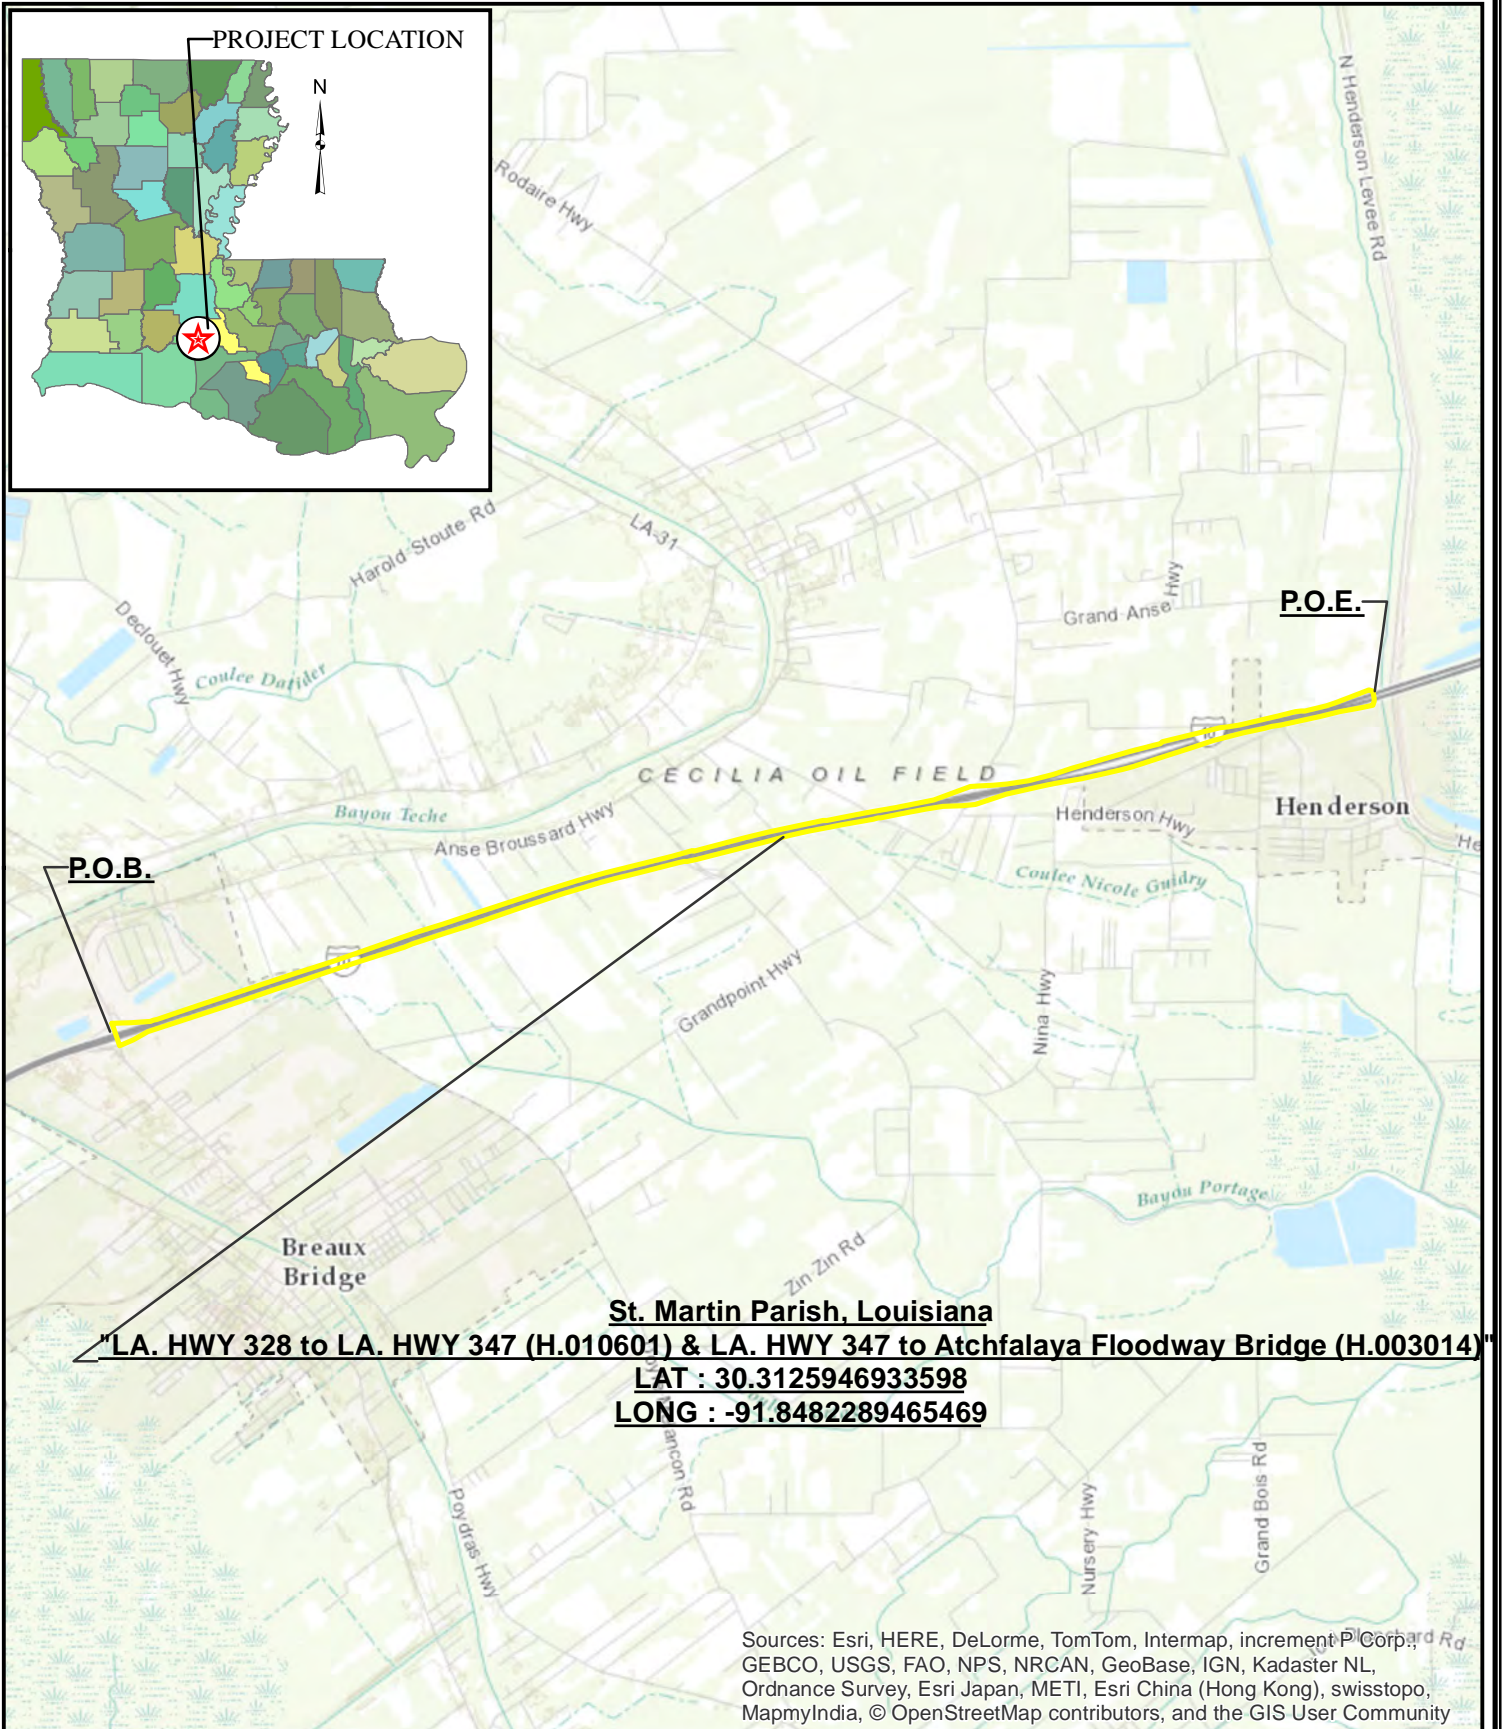 PROJECT LOCATION
N
N Henderson Levee Rd
Rodaire Hwy
Harold Stoute Rd
LA-31
Declouet Hwy
Coulee Darider
Grand Anse Hwy
P.O.E.
10
CECILIA OIL FIELD
Bayou Teche
Anse Broussard Hwy
Henderson Hwy
Henderson
He
P.O.B.
Coulee Nicole Guidry
Grandpoint Hwy
Nina Hwy
Bayou Portage
Breaux
Bridge
Zin Zin Rd
St. Martin Parish, Louisiana
"LA. HWY 328 to LA. HWY 347 (H.010601) & LA. HWY 347 to Atchfalaya Floodway Bridge (H.003014)"
LAT : 30.3125946933598
LONG : -91.8482289465469
Rd
Poydras Hwy
Nursery Hwy
Grand Bois Rd
Rd
Sources: Esri, HERE, DeLorme, TomTom, Intermap, increment P Corp.,
GEBCO, USGS, FAO, NPS, NRCAN, GeoBase, IGN, Kadaster NL,
Ordnance Survey, Esri Japan, METI, Esri China (Hong Kong), swisstopo,
MapmyIndia, © OpenStreetMap contributors, and the GIS User Community